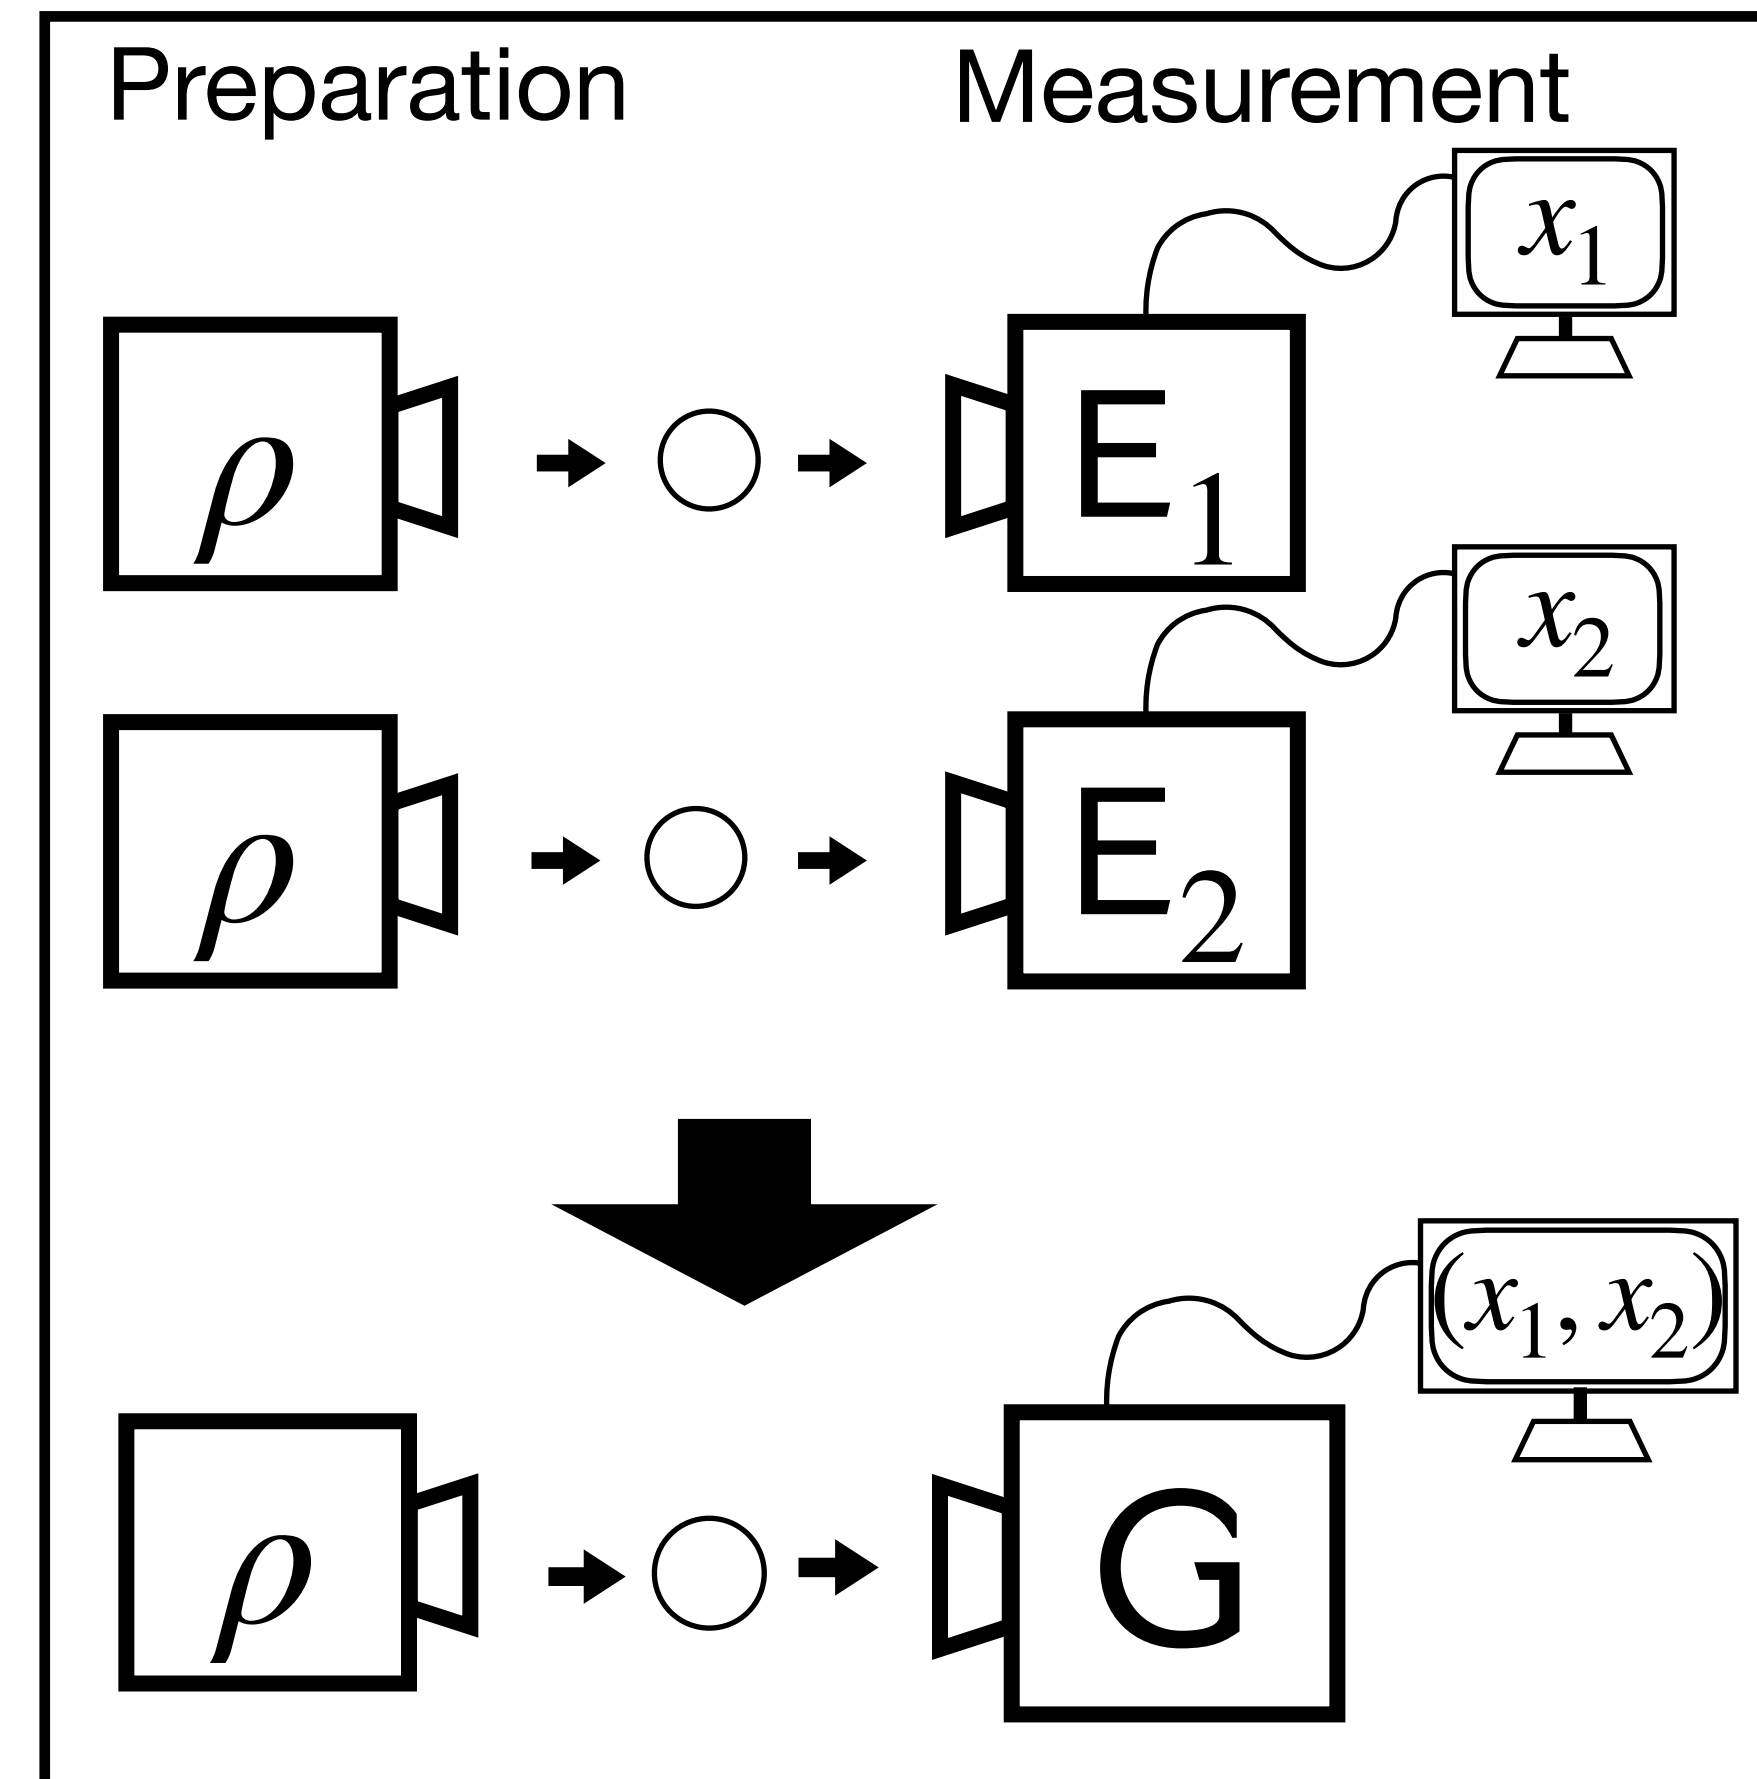 Preparation Measurement
x₁
ρ E₁
x₂
ρ E₂
(x₁, x₂)
ρ G